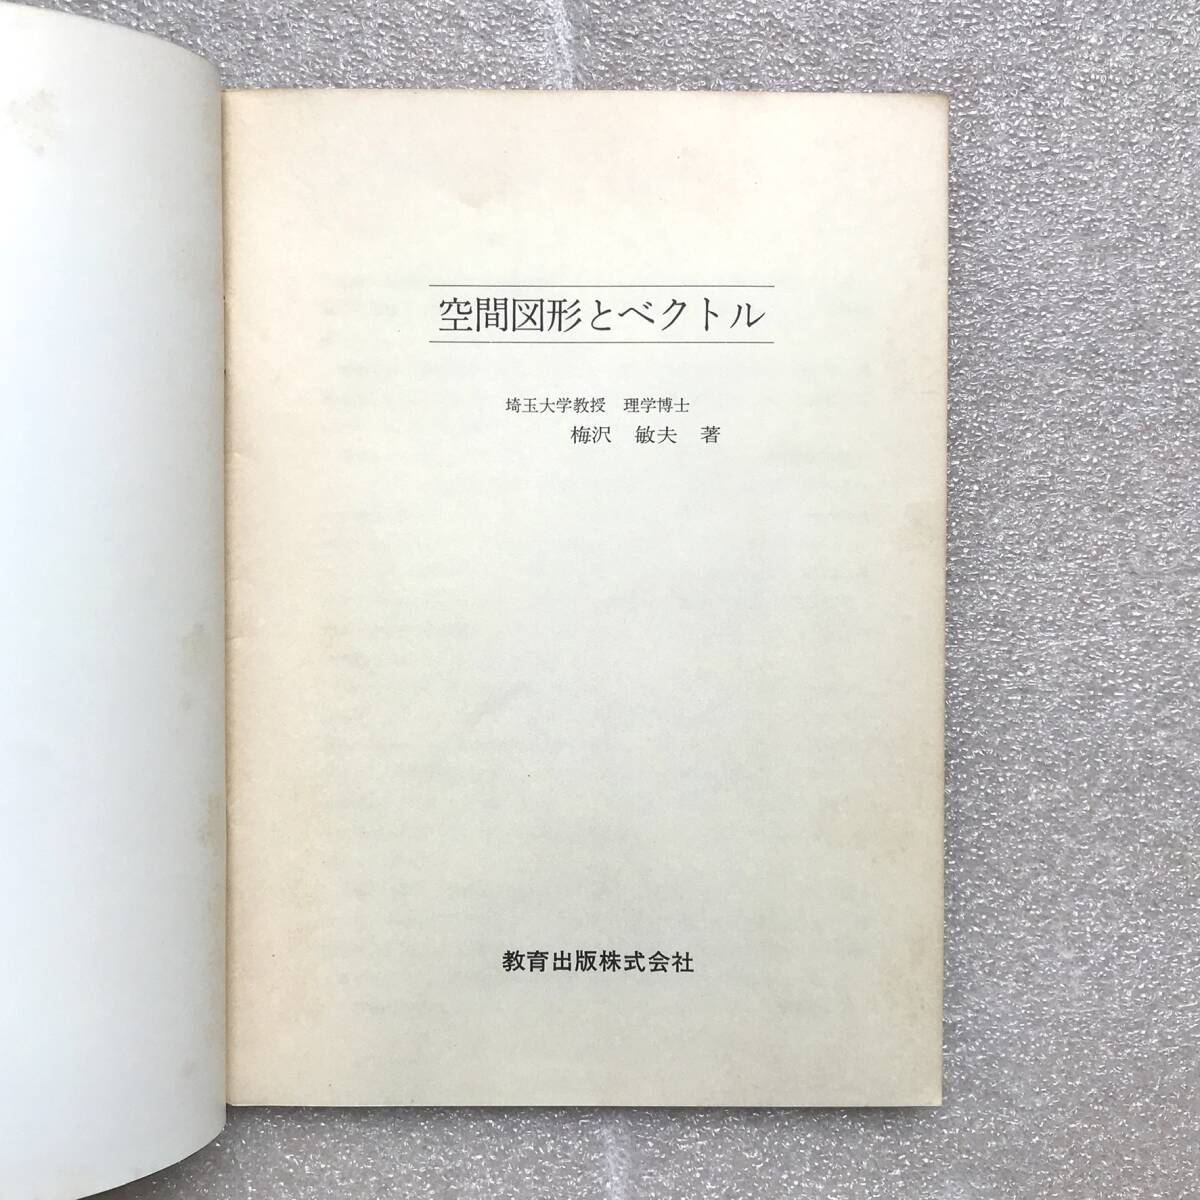 空間図形とベクトル
埼玉大学教授　理学博士
梅沢　敏夫　著
教育出版株式会社